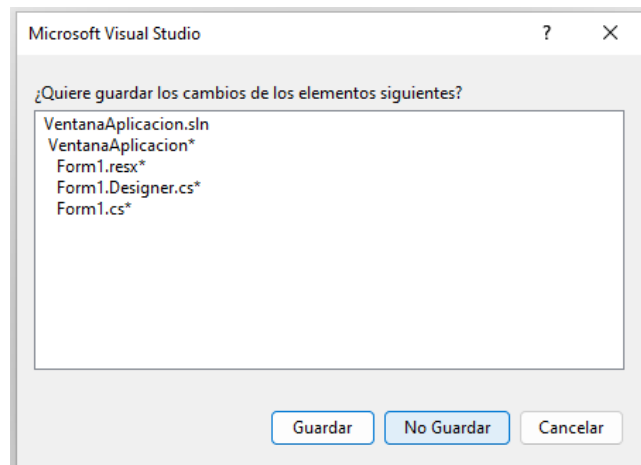 Microsoft Visual Studio ?
¿Quiere guardar los cambios de los elementos siguientes?
VentanaAplicacion.sln
VentanaAplicacion*
Form1.resx*
Form1.Designer.cs*
Form1.cs*
Guardar No Guardar Cancelar